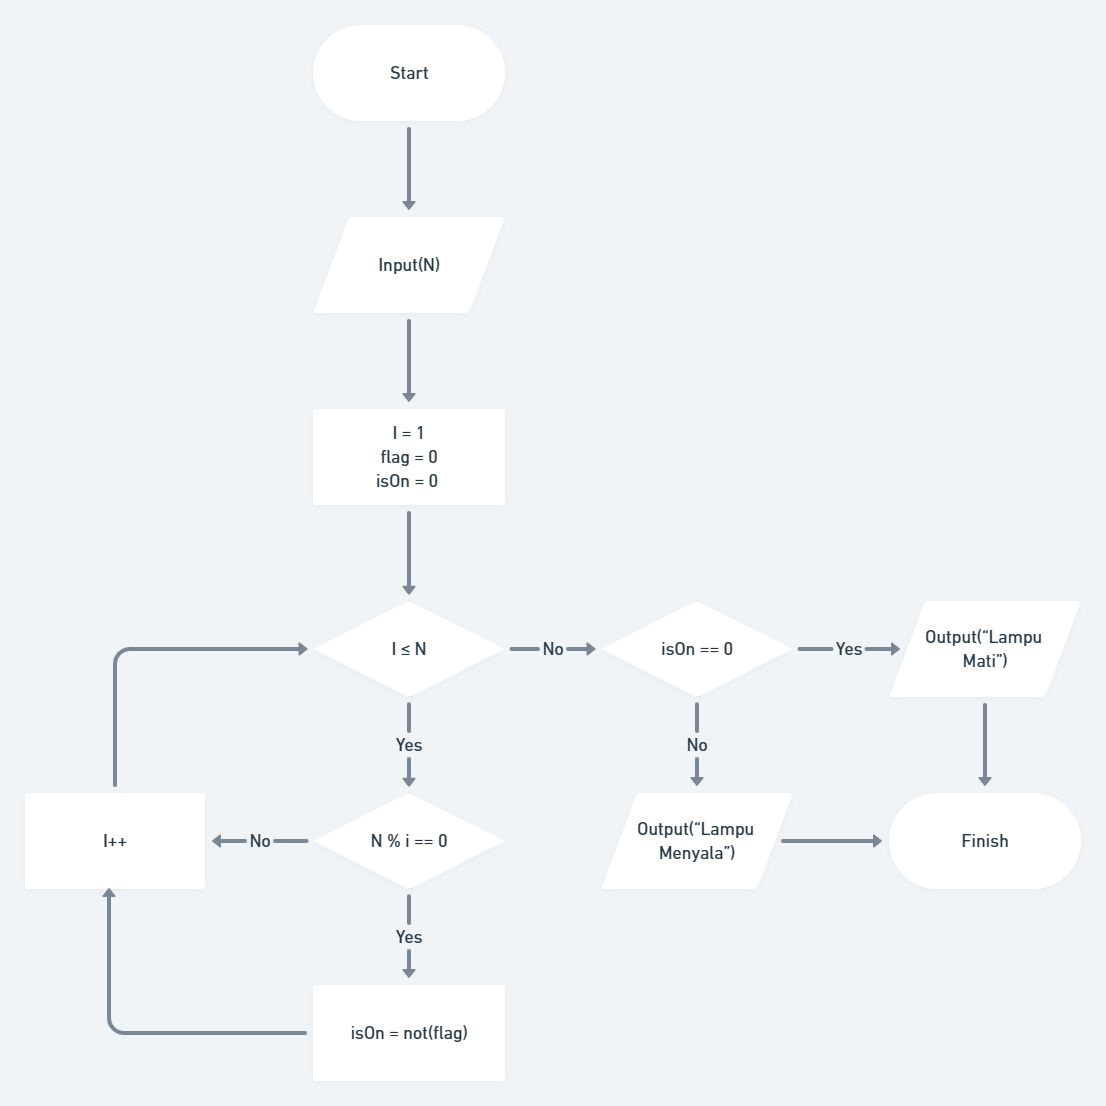 Start
Input(N)
I = 1
flag = 0
isOn = 0
I ≤ N
No
isOn == 0
Yes
Output(“Lampu
Mati”)
Yes
No
I++
No
N % i == 0
Output(“Lampu
Menyala”)
Finish
Yes
isOn = not(flag)